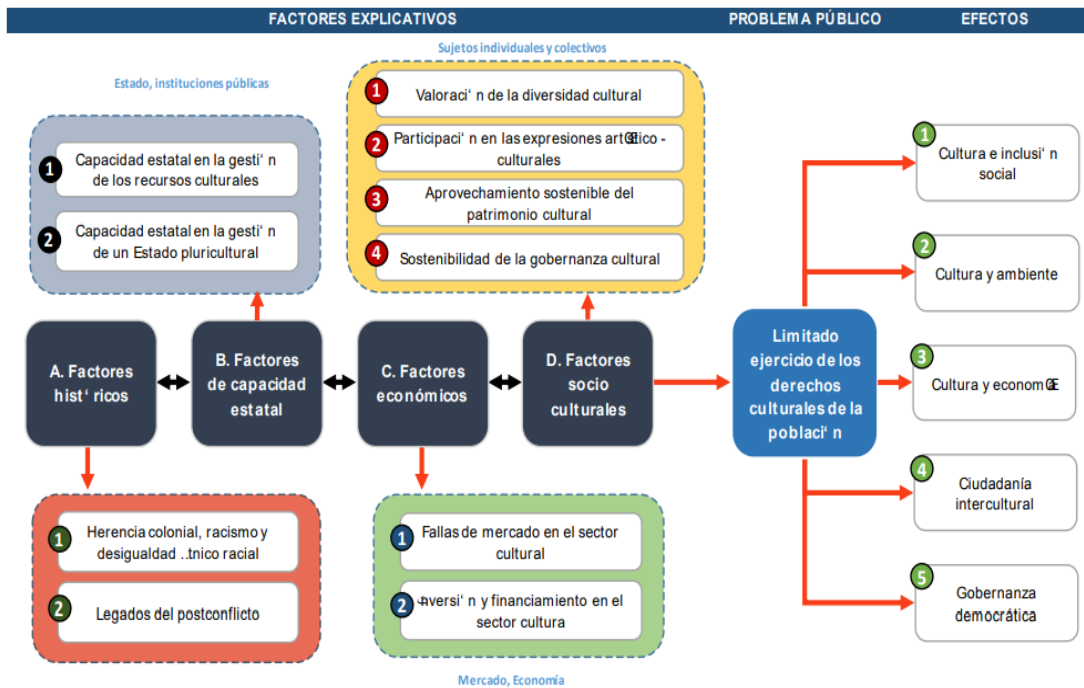 FACTORES EXPLICATIVOS
PROBLEMA PÚBLICO
EFECTOS
Sujetos individuales y colectivos
Estado, instituciones públicas
1
Valoraci' n de la diversidad cultural
2
Participaci' n en las expresiones artŒtico -
culturales
3
Aprovechamiento sostenible del
patrimonio cultural
4
Sostenibilidad de la gobernanza cultural
1
Capacidad estatal en la gesti' n
de los recursos culturales
2
Capacidad estatal en la gesti' n
de un Estado pluricultural
A. Factores
hist' ricos
B. Factores
de capacidad
estatal
C. Factores
económicos
D. Factores
socio
culturales
Limitado
ejercicio de los
derechos
culturales de la
poblaci' n
1
Herencia colonial, racismo y
desigualdad ..tnico racial
2
Legados del postconflicto
1
Fallas de mercado en el sector
cultural
2
nversi' n y financiamiento en el
sector cultura
Mercado, Economía
1
Cultura e inclusi' n
social
2
Cultura y ambiente
3
Cultura y economŒ
4
Ciudadanía
intercultural
5
Gobernanza
democrática